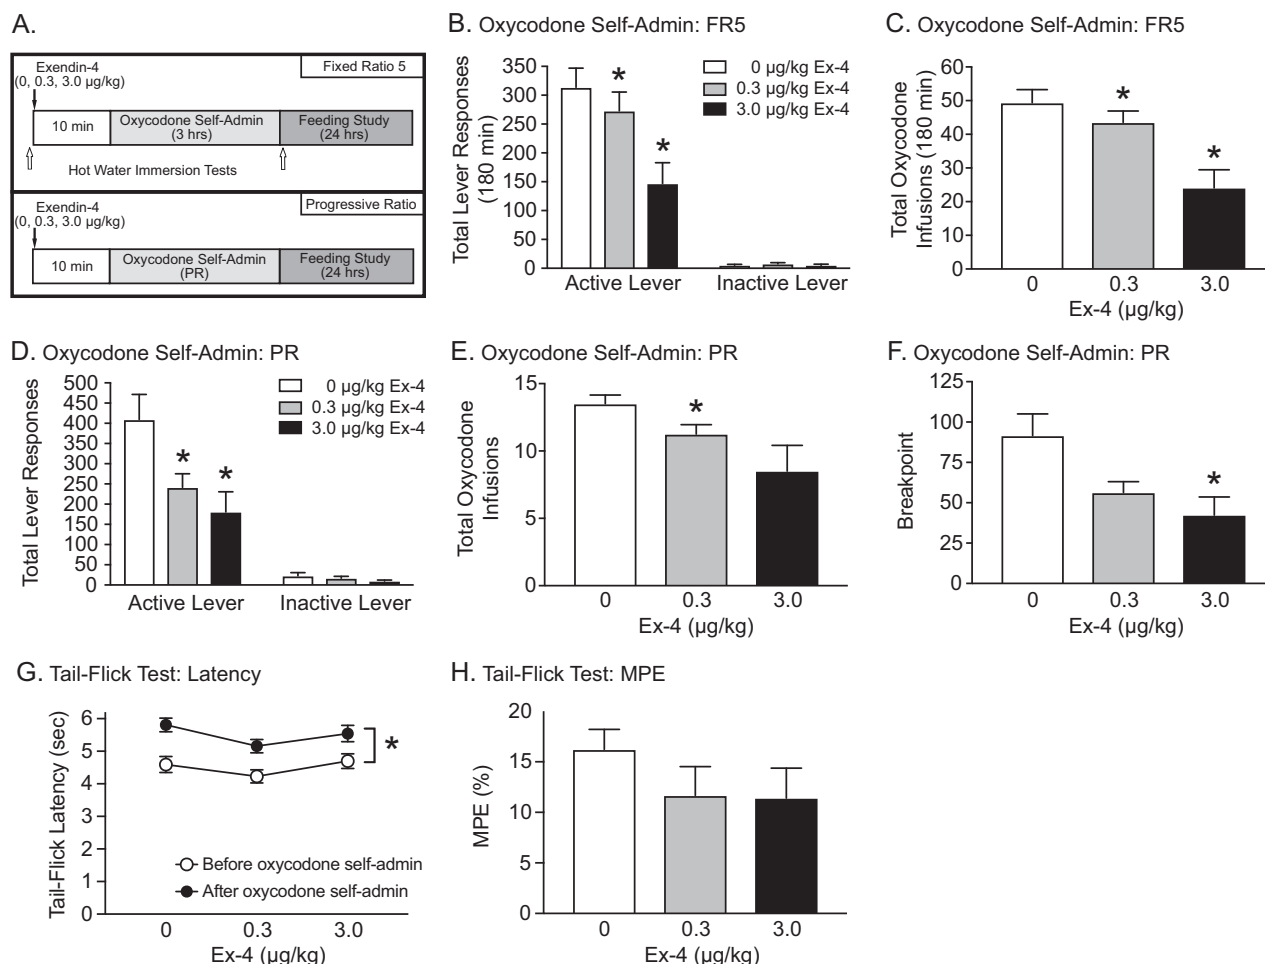 A.
Exendin-4
(0, 0.3, 3.0 µg/kg)
Fixed Ratio 5
10 min
Oxycodone Self-Admin
(3 hrs)
Feeding Study
(24 hrs)
Hot Water Immersion Tests
Exendin-4
(0, 0.3, 3.0 µg/kg)
Progressive Ratio
10 min
Oxycodone Self-Admin
(PR)
Feeding Study
(24 hrs)
B. Oxycodone Self-Admin: FR5
Total Lever Responses
(180 min)
350
300
250
200
150
100
50
0
* *
0 µg/kg Ex-4
0.3 µg/kg Ex-4
3.0 µg/kg Ex-4
Active Lever Inactive Lever
C. Oxycodone Self-Admin: FR5
Total Oxycodone
Infusions (180 min)
60
50
40
30
20
10
0
* *
0 0.3 3.0
Ex-4 (µg/kg)
D. Oxycodone Self-Admin: PR
Total Lever Responses
500
450
400
350
300
250
200
150
100
50
0
* *
0 µg/kg Ex-4
0.3 µg/kg Ex-4
3.0 µg/kg Ex-4
Active Lever Inactive Lever
E. Oxycodone Self-Admin: PR
Total Oxycodone
Infusions
15
10
5
0
*
0 0.3 3.0
Ex-4 (µg/kg)
F. Oxycodone Self-Admin: PR
Breakpoint
125
100
75
50
25
0
*
0 0.3 3.0
Ex-4 (µg/kg)
G. Tail-Flick Test: Latency
Tail-Flick Latency (sec)
6
5
4
3
2
1
0
*
Before oxycodone self-admin
After oxycodone self-admin
0 0.3 3.0
Ex-4 (µg/kg)
H. Tail-Flick Test: MPE
MPE (%)
20
15
10
5
0
0 0.3 3.0
Ex-4 (µg/kg)